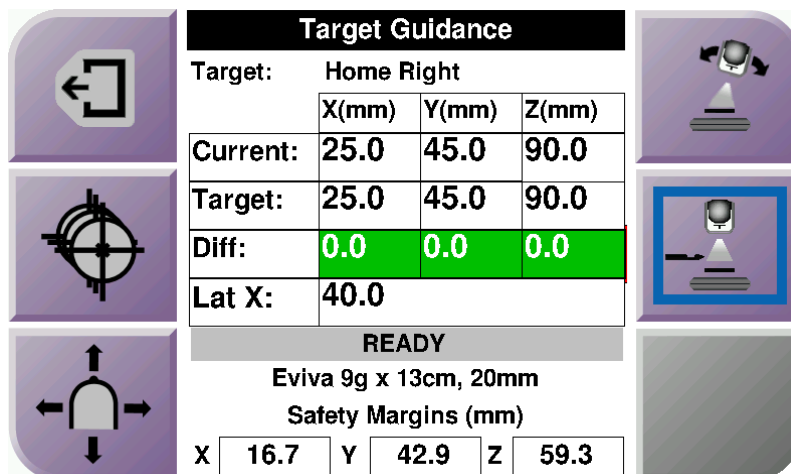 Target Guidance
Target: Home Right
X(mm) Y(mm) Z(mm)
Current: 25.0 45.0 90.0
Target: 25.0 45.0 90.0
Diff: 0.0 0.0 0.0
Lat X: 40.0
READY
Eviva 9g x 13cm, 20mm
Safety Margins (mm)
X 16.7 Y 42.9 Z 59.3